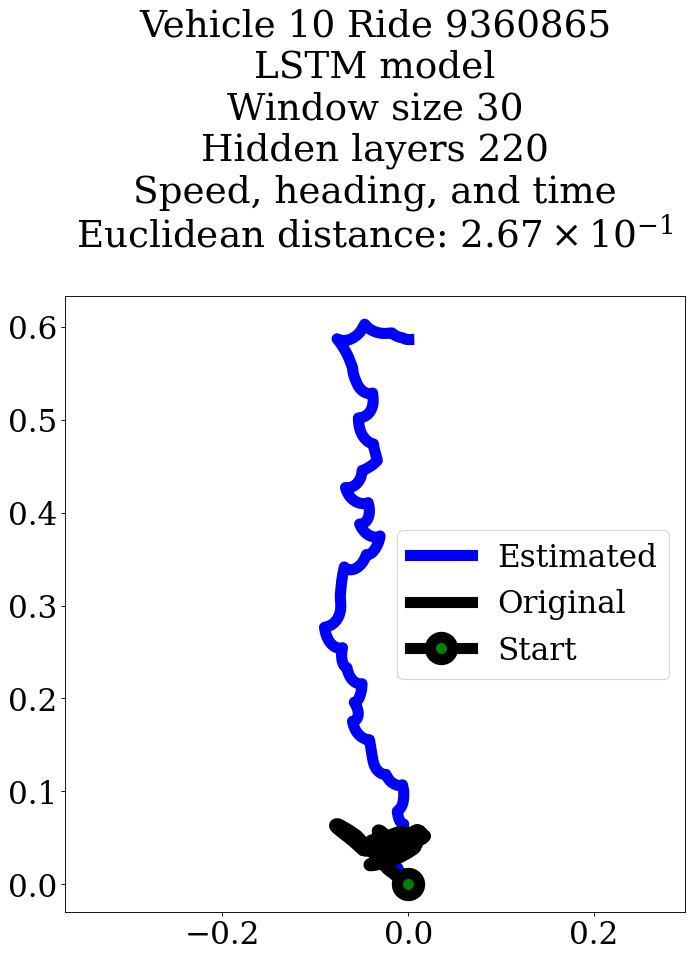 Vehicle 10 Ride 9360865
LSTM model
Window size 30
Hidden layers 220
Speed, heading, and time
Euclidean distance: 2.67 × 10⁻¹
0.6
0.5
0.4
0.3
0.2
0.1
0.0
Estimated
Original
Start
−0.2
0.0
0.2